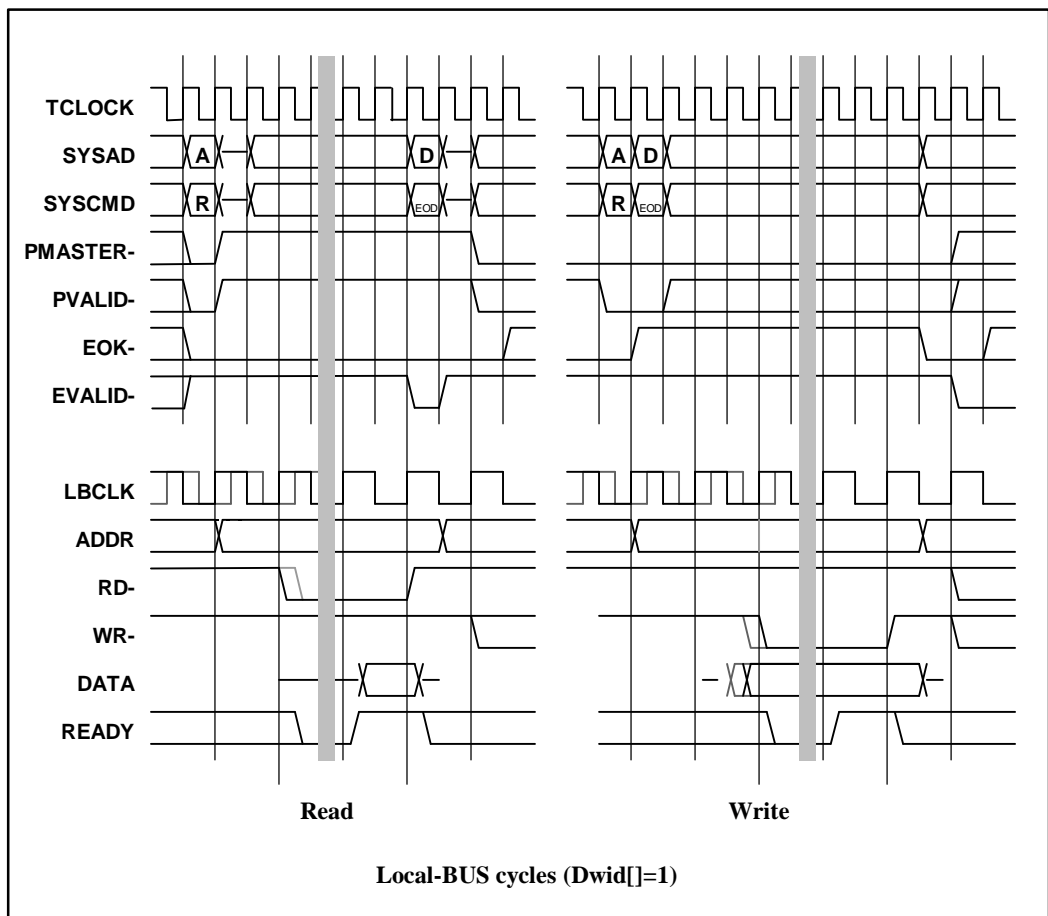 TCLOCK
SYSAD A D A D
SYSCMD R EOD R EOD
PMASTER-
PVALID-
EOK-
EVALID-
LBCLK
ADDR
RD-
WR-
DATA
READY
Read Write
Local-BUS cycles (Dwid[]=1)